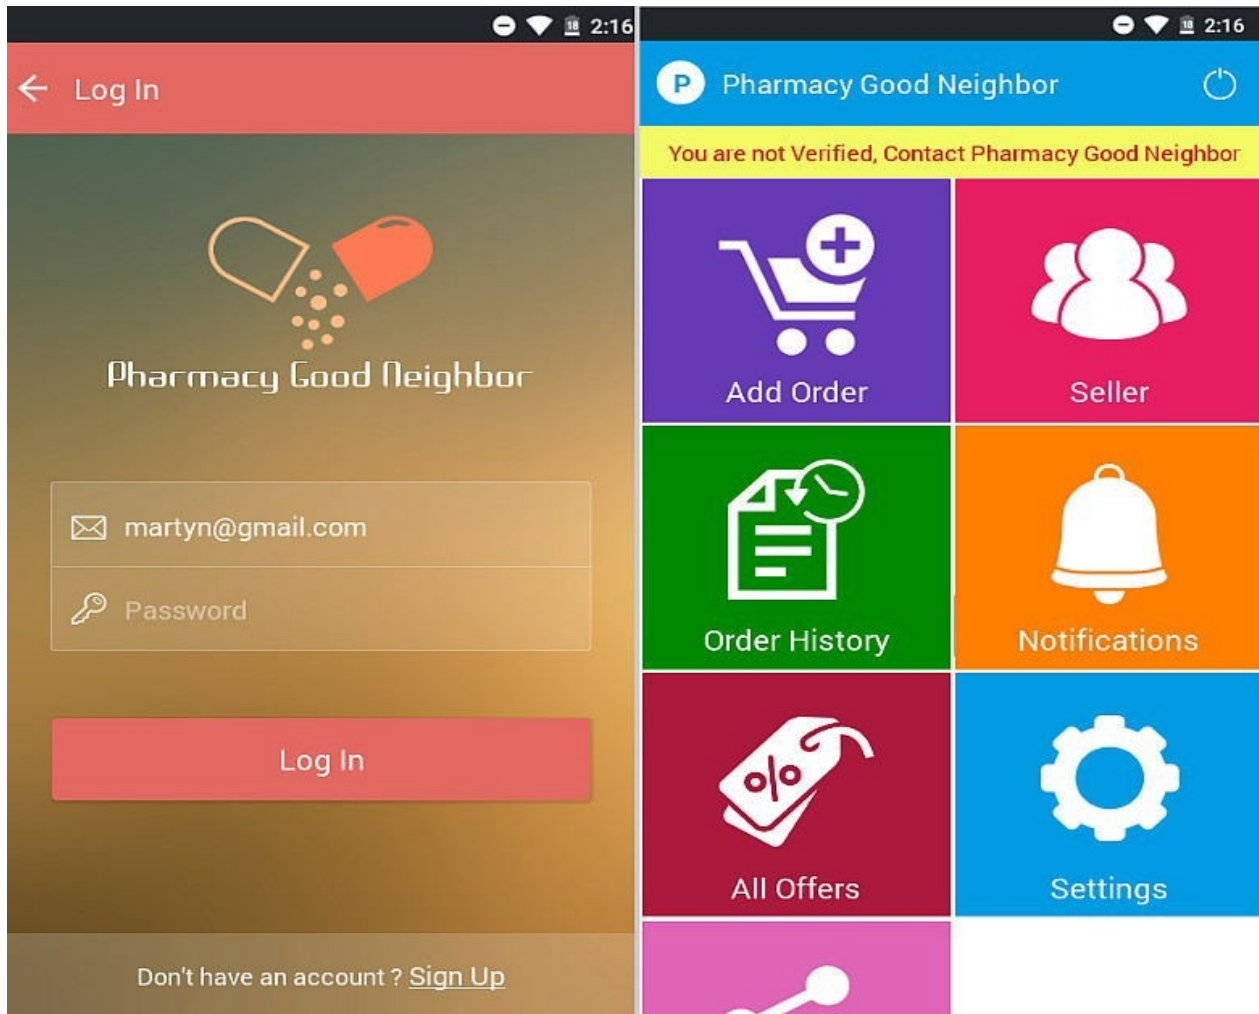 2:16
Log In
Pharmacy Good Neighbor
martyn@gmail.com
Password
Log In
Don't have an account ? Sign Up
18 2:16
P Pharmacy Good Neighbor
You are not Verified, Contact Pharmacy Good Neighbor
Add Order
Seller
Order History
Notifications
%
All Offers
Settings